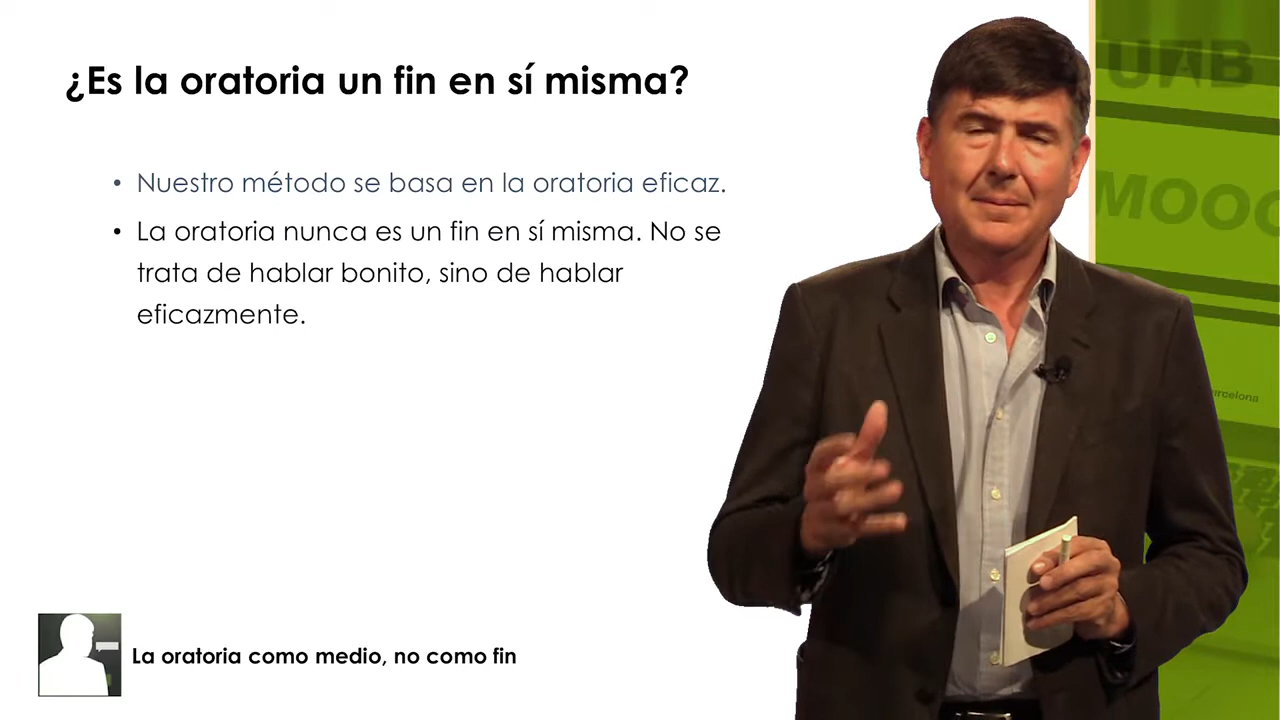 ¿Es la oratoria un fin en sí misma?
• Nuestro método se basa en la oratoria eficaz.
• La oratoria nunca es un fin en sí misma. No se
trata de hablar bonito, sino de hablar
eficazmente.
La oratoria como medio, no como fin
UAB
MOOC
arcelona